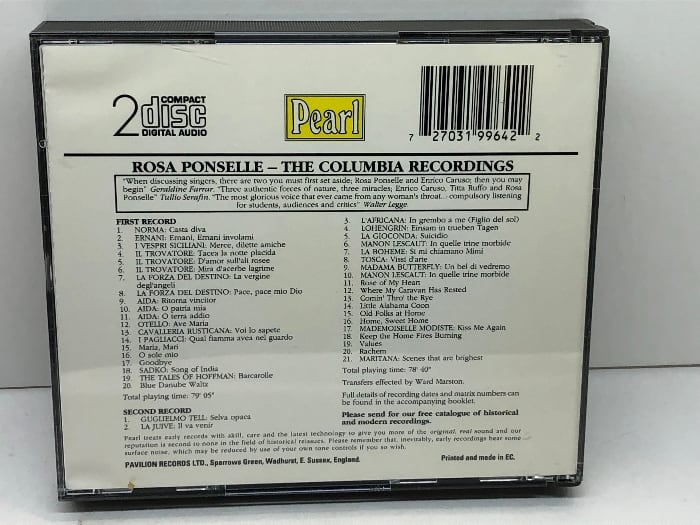 2 COMPACT
disc
DIGITAL AUDIO
Pearl
7 27031 99642 2
ROSA PONSELLE – THE COLUMBIA RECORDINGS
"When discussing singers, there are two you must first set aside; Rosa Ponselle and Enrico Caruso; then you may
begin" Geraldine Farrar. "Three authentic forces of nature, three miracles; Enrico Caruso, Titta Ruffo and Rosa
Ponselle" Tullio Serafin. "The most glorious voice that ever came from any woman's throat... compulsory listening
for students, audiences and critics" Walter Legge.
FIRST RECORD
1. NORMA: Casta diva
2. ERNANI: Ernani, Ernani involami
3. I VESPRI SICILIANI: Merce, dilette amiche
4. IL TROVATORE: Tacea la notte placida
5. IL TROVATORE: D'amor sull'ali rosee
6. IL TROVATORE: Mira d'acerbe lagrime
7. LA FORZA DEL DESTINO: La vergine
degl'angeli
8. LA FORZA DEL DESTINO: Pace, pace mio Dio
9. AIDA: Ritorna vincitor
10. AIDA: O patria mia
11. AIDA: O terra addio
12. OTELLO: Ave Maria
13. CAVALLERIA RUSTICANA: Voi lo sapete
14. I PAGLIACCI: Qual fiamma avea nel guardo
15. Maria, Mari
16. O sole mio
17. Goodbye
18. SADKO: Song of India
19. THE TALES OF HOFFMAN: Barcarolle
20. Blue Danube Waltz
Total playing time: 79' 05"
SECOND RECORD
1. GUGLIELMO TELL: Selva opaca
2. LA JUIVE: Il va venir
3. L'AFRICANA: In grembo a me (Figlio del sol)
4. LOHENGRIN: Einsam in trueben Tagen
5. LA GIOCONDA: Suicidio
6. MANON LESCAUT: In quelle trine morbide
7. LA BOHEME: Si mi chiamano Mimi
8. TOSCA: Vissi d'arte
9. MADAMA BUTTERFLY: Un bel di vedremo
10. MANON LESCAUT: In quelle trine morbide
11. Rose of My Heart
12. Where My Caravan Has Rested
13. Comin' Thro' the Rye
14. Little Alabama Coon
15. Old Folks at Home
16. Home, Sweet Home
17. MADEMOISELLE MODISTE: Kiss Me Again
18. Keep the Home Fires Burning
19. Values
20. Rachem
21. MARITANA: Scenes that are brighest
Total playing time: 78' 40"
Transfers effected by Ward Marston.
Full details of recording dates and matrix numbers can
be found in the accompanying booklet.
Please send for our free catalogue of historical
and modern recordings.
Pearl treats early records with skill, care and the latest technology to give you more of the original, real sound and our
reputation is second to none in the field of historical reissues. Please remember that, inevitably, early recordings have some
surface noise, which may be reduced by use of your own tone controls if you so wish.
PAVILION RECORDS LTD., Sparrows Green, Wadhurst, E. Sussex, England.
Printed and made in EC.